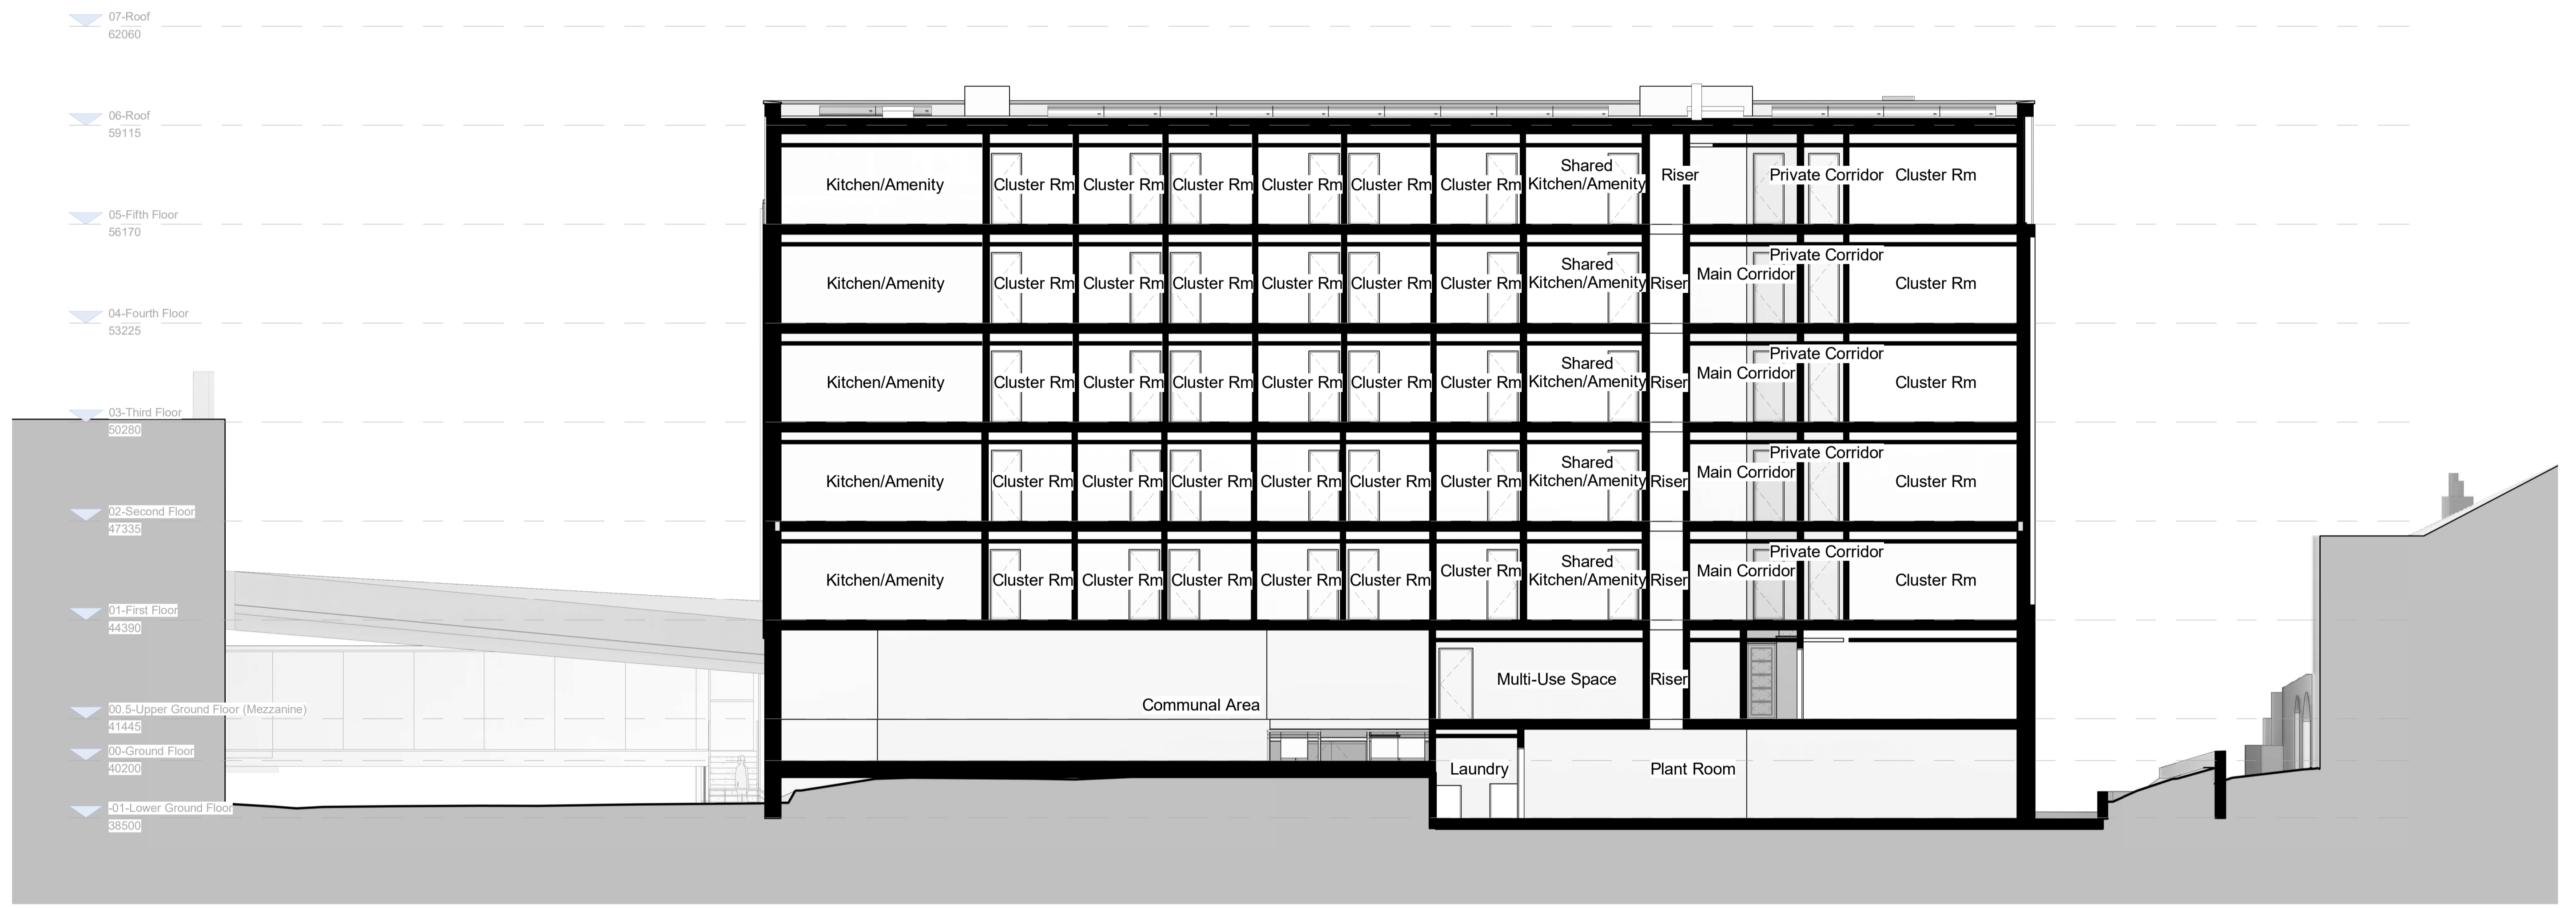 07-Roof
62060
06-Roof
59115
Kitchen/Amenity Cluster Rm Cluster Rm Cluster Rm Cluster Rm Cluster Rm Cluster Rm Shared Riser Private Corridor Cluster Rm
Kitchen/Amenity
05-Fifth Floor
56170
Kitchen/Amenity Cluster Rm Cluster Rm Cluster Rm Cluster Rm Cluster Rm Cluster Rm Shared Riser Main Corridor Private Corridor Cluster Rm
Kitchen/Amenity
04-Fourth Floor
53225
Kitchen/Amenity Cluster Rm Cluster Rm Cluster Rm Cluster Rm Cluster Rm Cluster Rm Shared Riser Main Corridor Private Corridor Cluster Rm
Kitchen/Amenity
03-Third Floor
50280
Kitchen/Amenity Cluster Rm Cluster Rm Cluster Rm Cluster Rm Cluster Rm Cluster Rm Shared Riser Main Corridor Private Corridor Cluster Rm
Kitchen/Amenity
02-Second Floor
47335
Kitchen/Amenity Cluster Rm Cluster Rm Cluster Rm Cluster Rm Cluster Rm Cluster Rm Shared Riser Main Corridor Private Corridor Cluster Rm
Kitchen/Amenity
01-First Floor
44390
Multi-Use Space Riser
Communal Area
00.5-Upper Ground Floor (Mezzanine)
41445
00-Ground Floor
40200
Laundry Plant Room
-01-Lower Ground Floor
38500